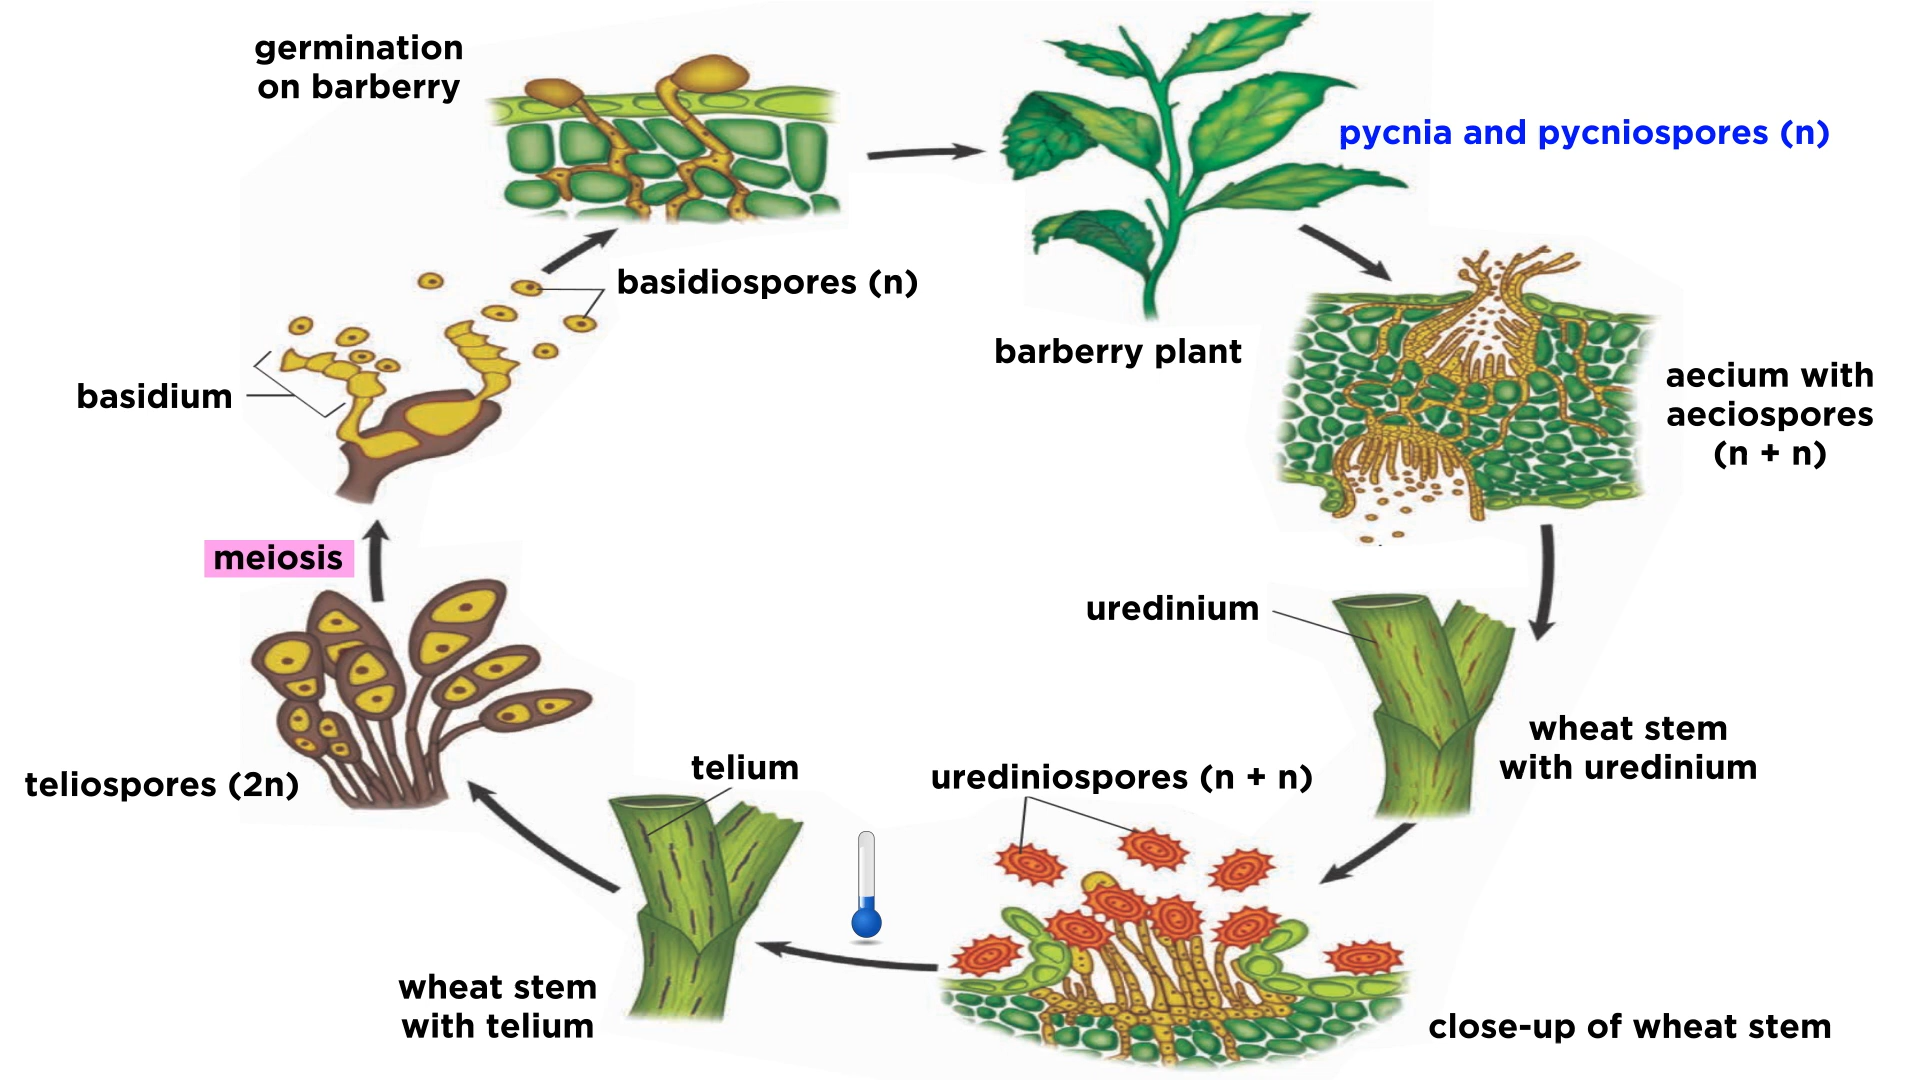 germination
on barberry
pycnia and pycniospores (n)
basidiospores (n)
barberry plant
basidium
aecium with
aeciospores
(n + n)
meiosis
uredinium
wheat stem
with uredinium
telium
urediniospores (n + n)
teliospores (2n)
wheat stem
with telium
close-up of wheat stem